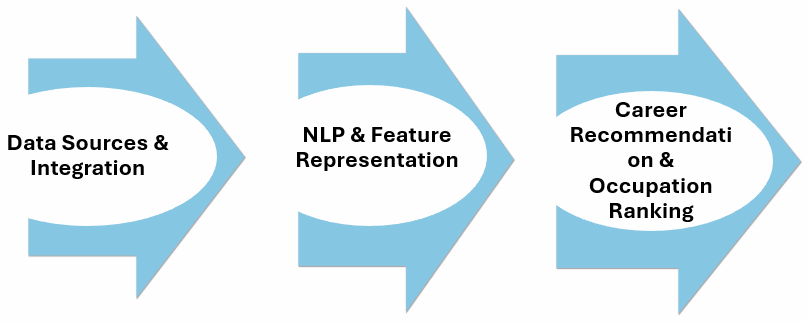 Data Sources &
Integration
NLP & Feature
Representation
Career
Recommendati
on &
Occupation
Ranking